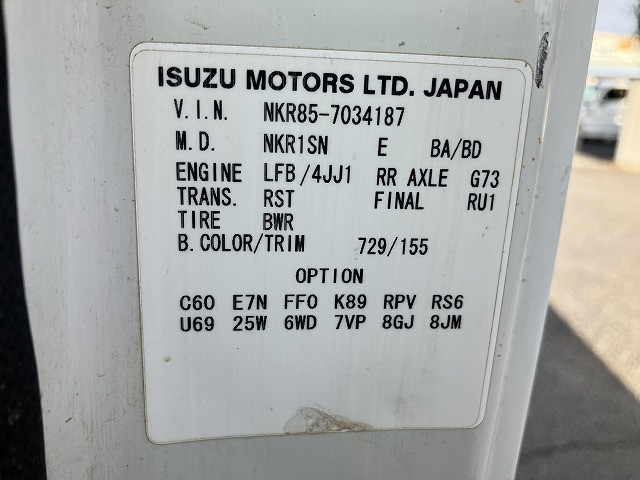 ISUZU MOTORS LTD. JAPAN
V.I.N. NKR85-7034187
M.D. NKR1SN E BA/BD
ENGINE LFB/4JJ1 RR AXLE G73
TRANS. RST FINAL RU1
TIRE BWR
B.COLOR/TRIM 729/155
OPTION
C60 E7N FF0 K89 RPV RS6
U69 25W 6WD 7VP 8GJ 8JM